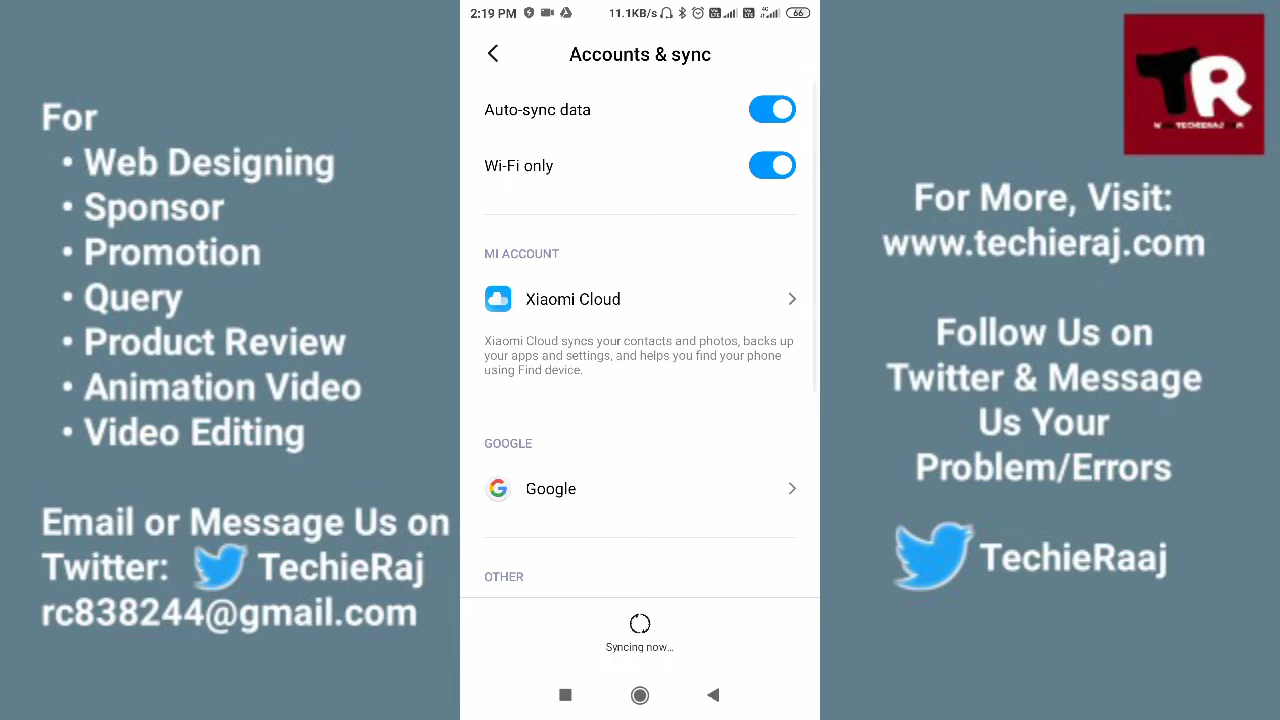 For
• Web Designing
• Sponsor
• Promotion
• Query
• Product Review
• Animation Video
• Video Editing
Email or Message Us on
Twitter: TechieRaj
rc838244@gmail.com
2:19 PM 11.1KB/s 4G 66
Accounts & sync
Auto-sync data
Wi-Fi only
MI ACCOUNT
Xiaomi Cloud
Xiaomi Cloud syncs your contacts and photos, backs up
your apps and settings, and helps you find your phone
using Find device.
GOOGLE
Google
OTHER
Syncing now...
TR
For More, Visit:
www.techieraj.com
Follow Us on
Twitter & Message
Us Your
Problem/Errors
TechieRaaj